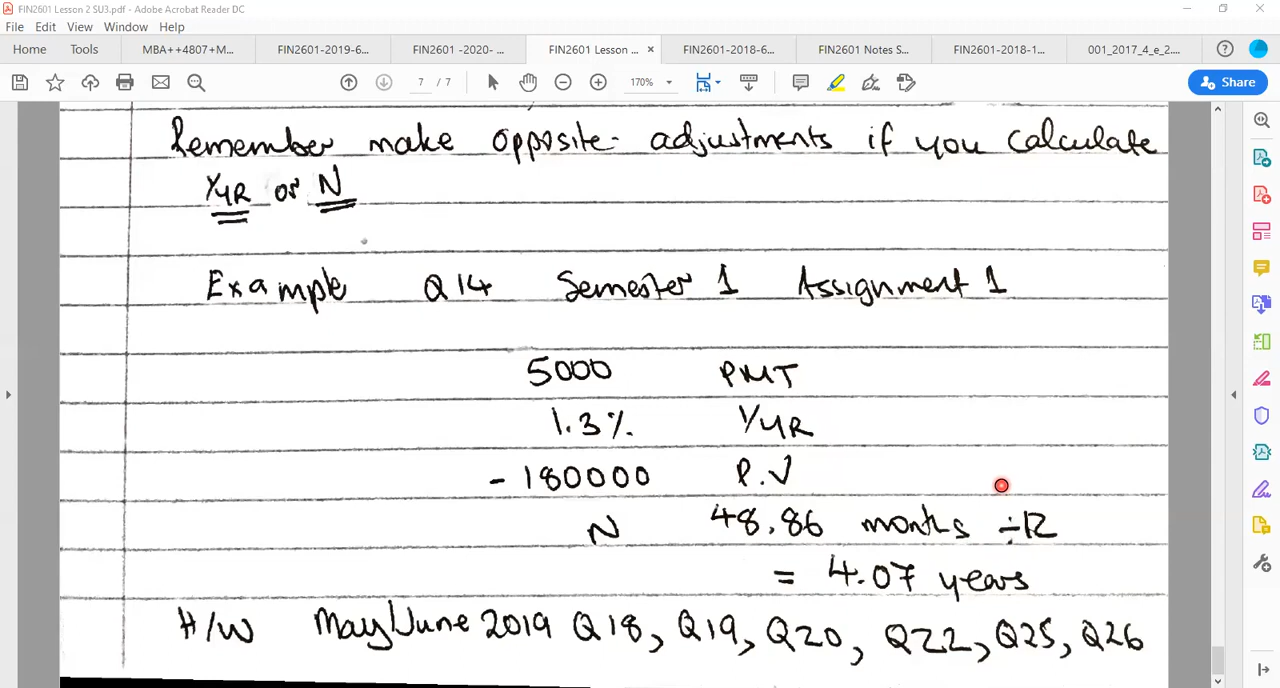 FIN2601 Lesson 2 SU3.pdf - Adobe Acrobat Reader DC
File Edit View Window Help
Home Tools MBA++4807+M... FIN2601-2019-6... FIN2601 -2020- ... FIN2601 Lesson ... × FIN2601-2018-6... FIN2601 Notes S... FIN2601-2018-1... 001_2017_4_e_2....
7 / 7 170% Share
Remember make opposite adjustments if you calculate
I/YR or N
Example Q14 Semester 1 Assignment 1
5000 PMT
1.3% I/YR
- 180000 P.V
N 48.86 months ÷12
= 4.07 years
H/W May/June 2019 Q18, Q19, Q20, Q22, Q25, Q26